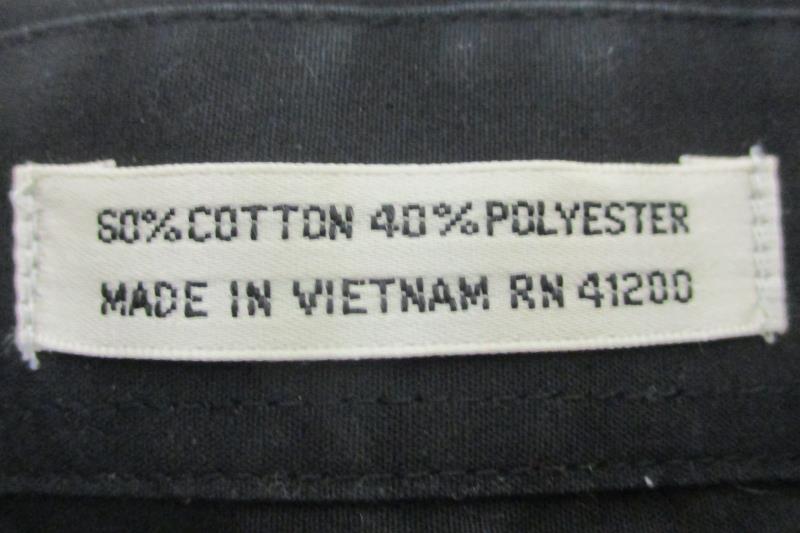 60% COTTON 40% POLYESTER
MADE IN VIETNAM RN 41200